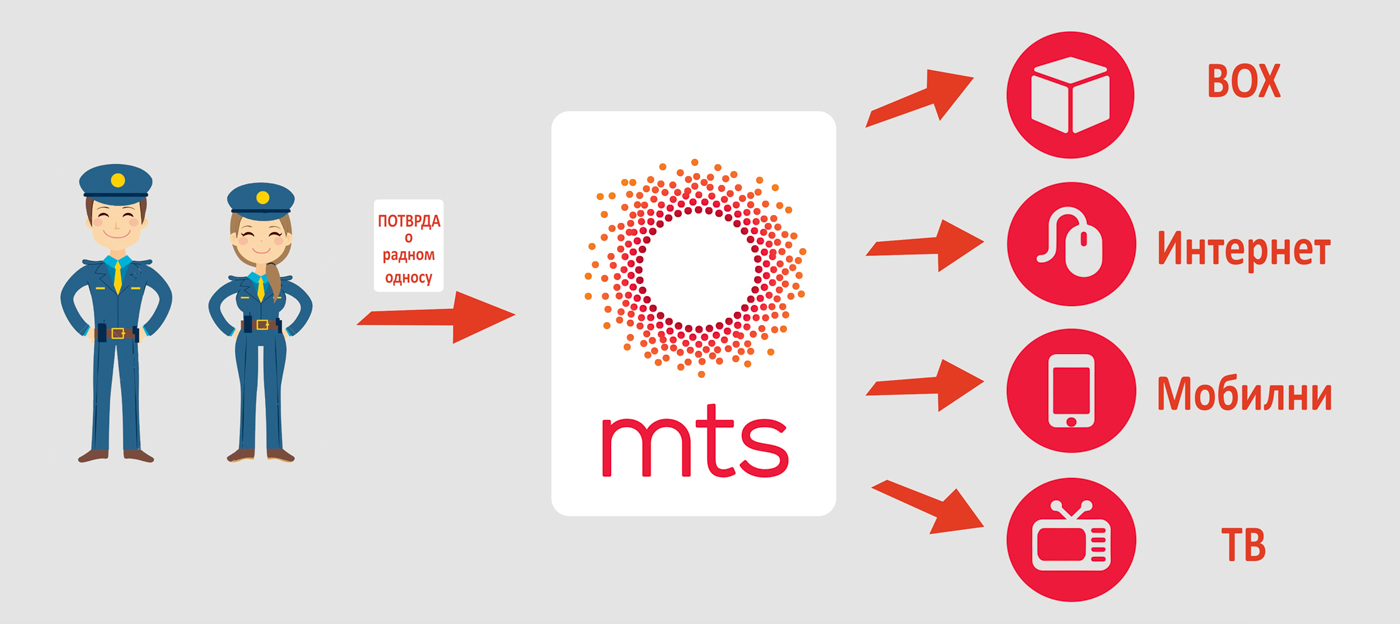 ПОТВРДА
о
радном
односу
mts
BOX
Интернет
Мобилни
ТВ